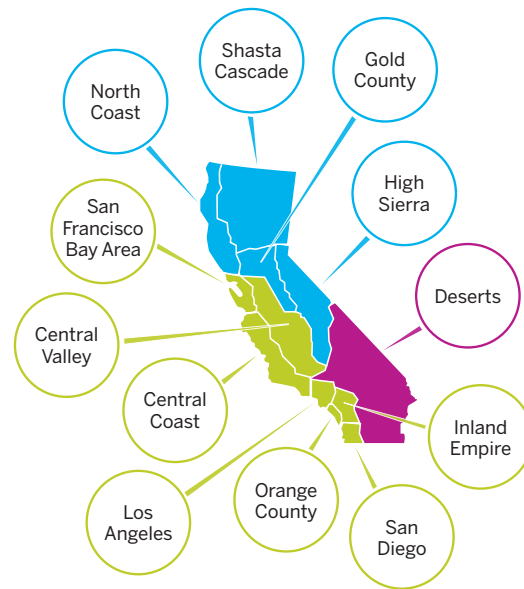 Shasta
Cascade
Gold
County
North
Coast
High
Sierra
San
Francisco
Bay Area
Deserts
Central
Valley
Central
Coast
Inland
Empire
Orange
County
Los
Angeles
San
Diego